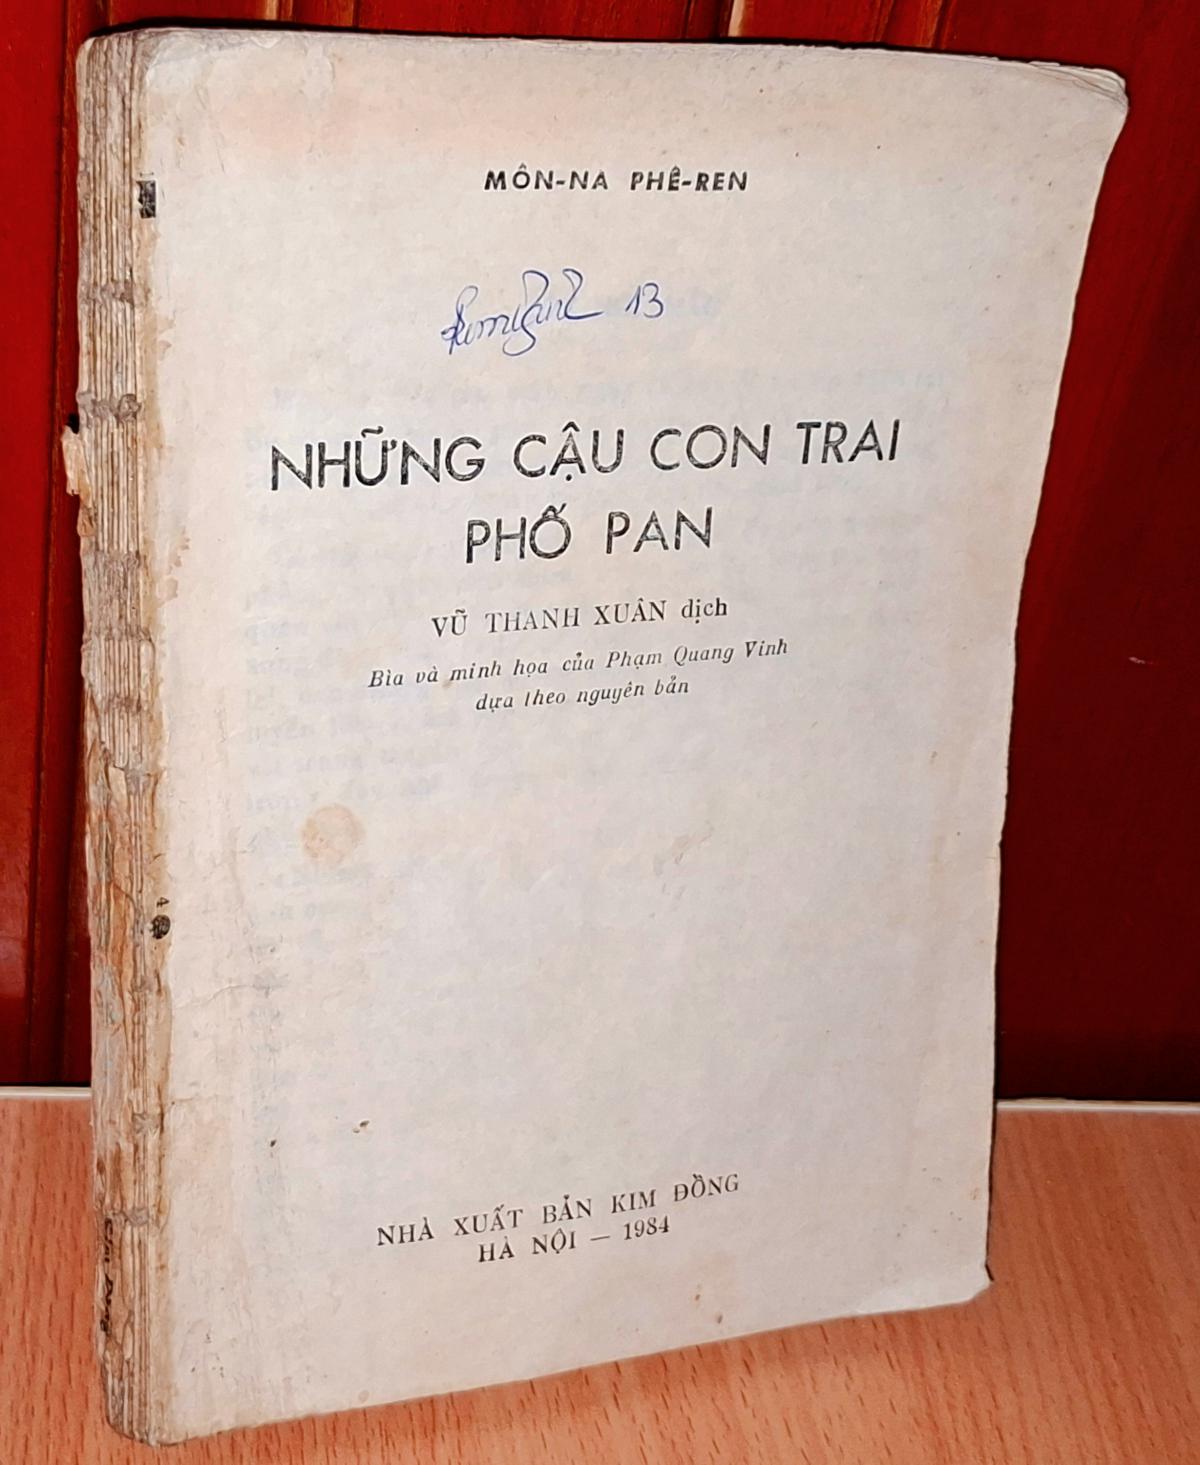 MÔN-NA PHÊ-REN
13
NHỮNG CẬU CON TRAI
PHỐ PAN
VŨ THANH XUÂN dịch
Bìa và minh họa của Phạm Quang Vinh
dựa theo nguyên bản
NHÀ XUẤT BẢN KIM ĐỒNG
HÀ NỘI — 1984